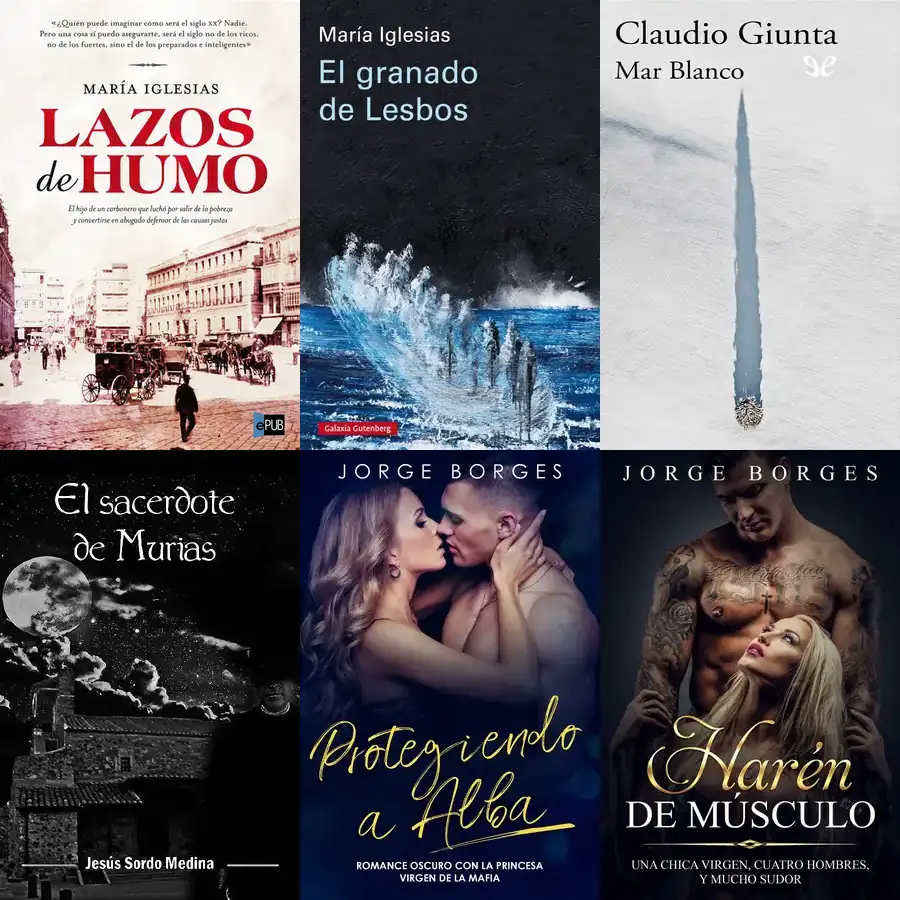 «¿Quién puede imaginar cómo será el siglo XX? Nadie.
Pero una cosa sí puedo asegurarte, será el siglo no de los ricos,
no de los fuertes, sino el de los preparados e inteligentes»
MARÍA IGLESIAS
LAZOS
de HUMO
El hijo de un carbonero que luchó por salir de la pobreza
y convertirse en abogado defensor de las causas justas
ePUB
María Iglesias
El granado
de Lesbos
Galaxia Gutenberg
Claudio Giunta
Mar Blanco
El sacerdote
de Murias
Jesús Sordo Medina
JORGE BORGES
Protegiendo
a Alba
ROMANCE OSCURO CON LA PRINCESA
VIRGEN DE LA MAFIA
JORGE BORGES
Harén
DE MÚSCULO
UNA CHICA VIRGEN, CUATRO HOMBRES,
Y MUCHO SUDOR